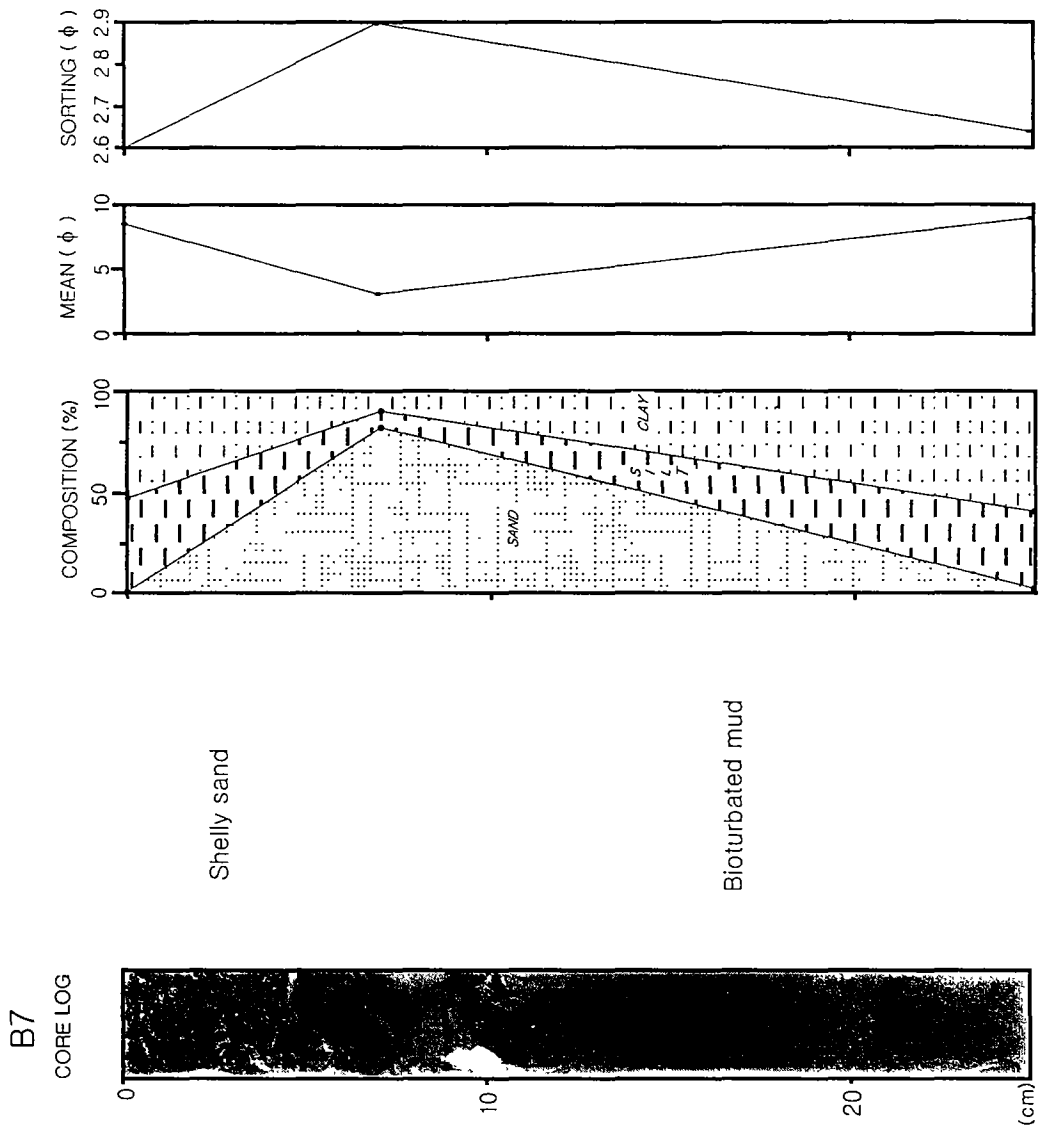 B7
CORE LOG
COMPOSITION (%)
MEAN ( ϕ )
SORTING ( ϕ )
0
50
100
0
5
10
2.6
2.7
2.8
2.9
0
10
20
(cm)
Shelly sand
Bioturbated mud
SAND
SILT
CLAY